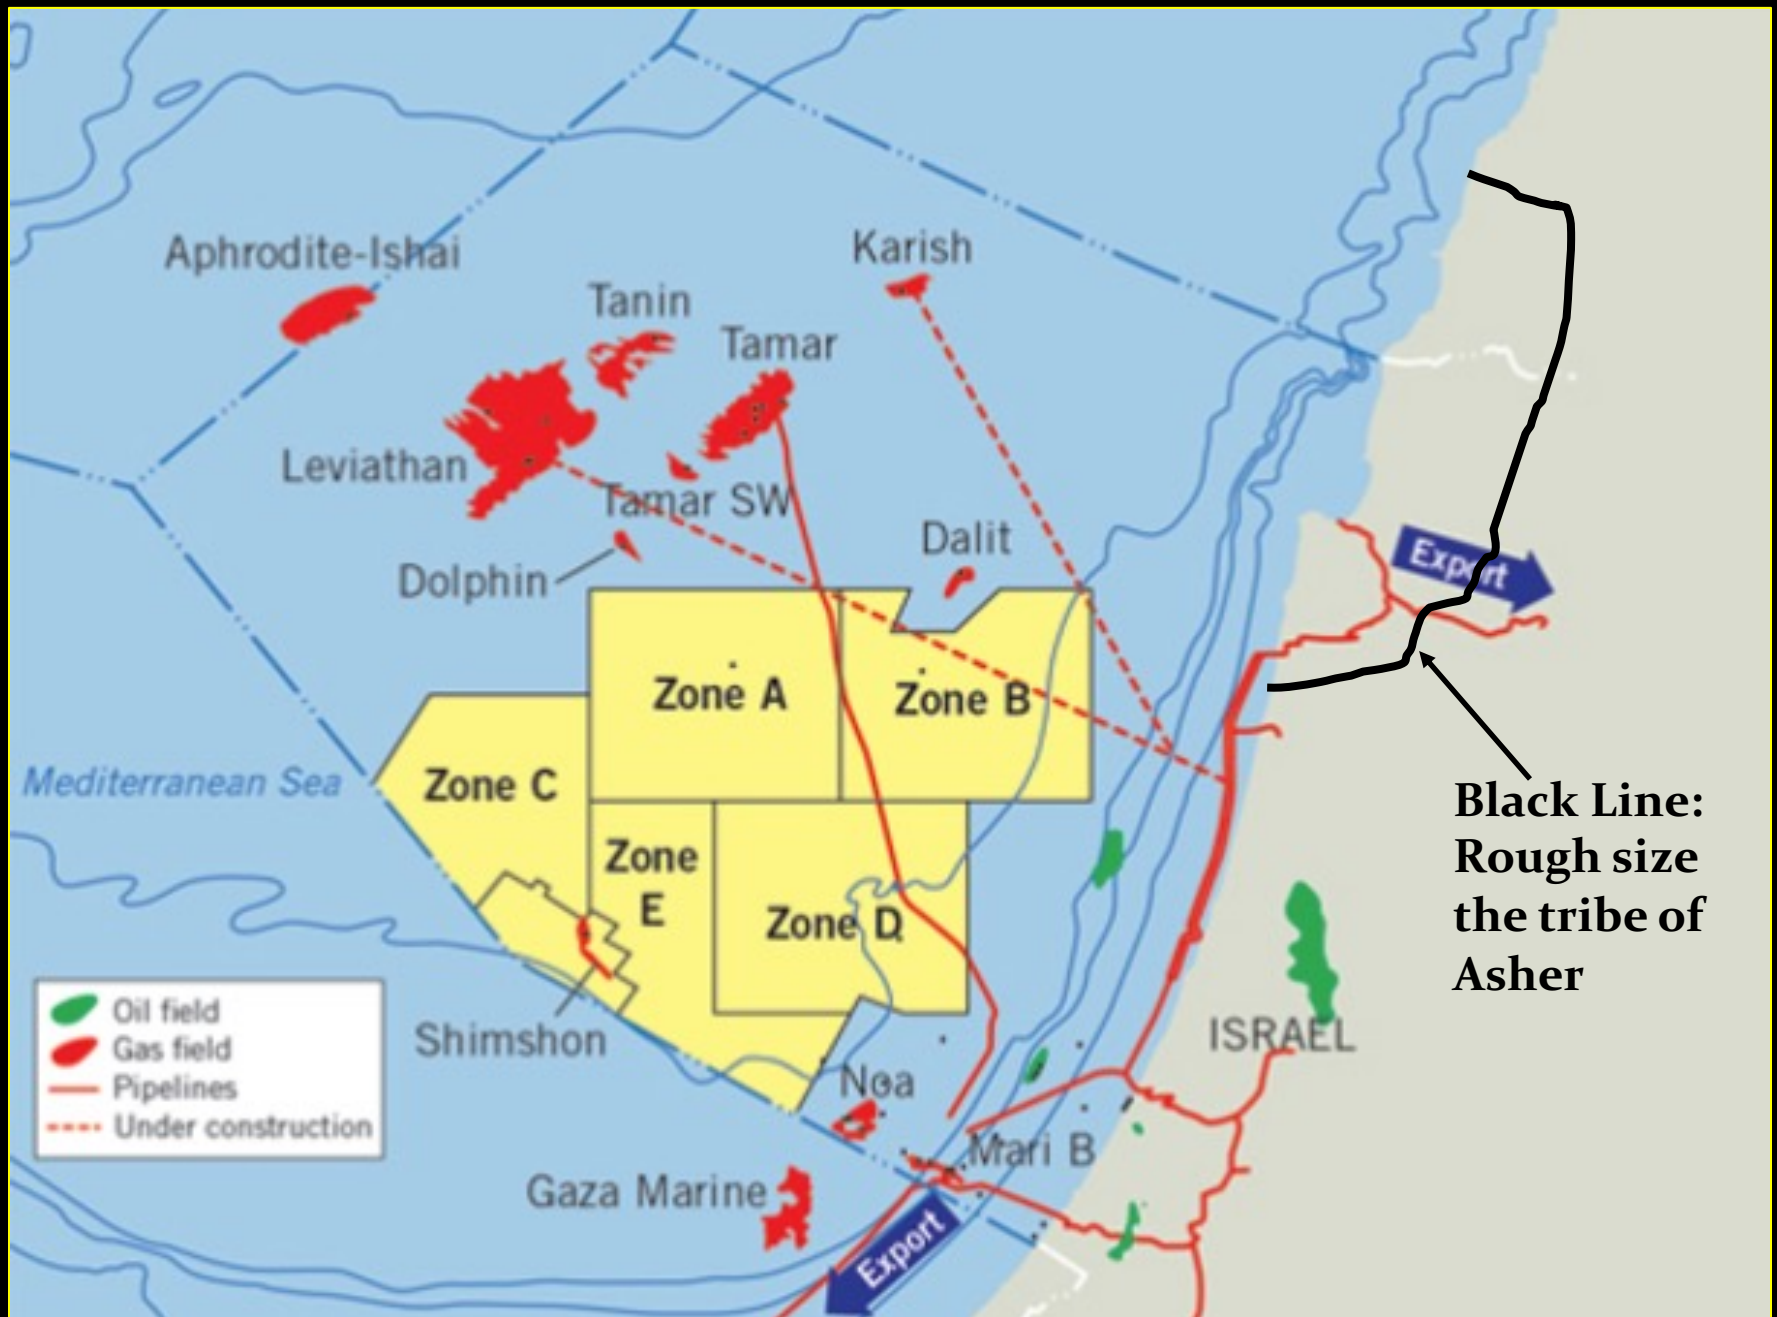 Aphrodite-Ishai
Karish
Tanin
Tamar
Leviathan
Tamar SW
Export
Dalit
Dolphin
Zone A
Zone B
Mediterranean Sea
Zone C
Black Line:
Rough size
the tribe of
Asher
Zone
E
Zone D
Oil field
Gas field
Pipelines
Under construction
Shimshon
ISRAEL
Noa
Mari B
Gaza Marine
Export